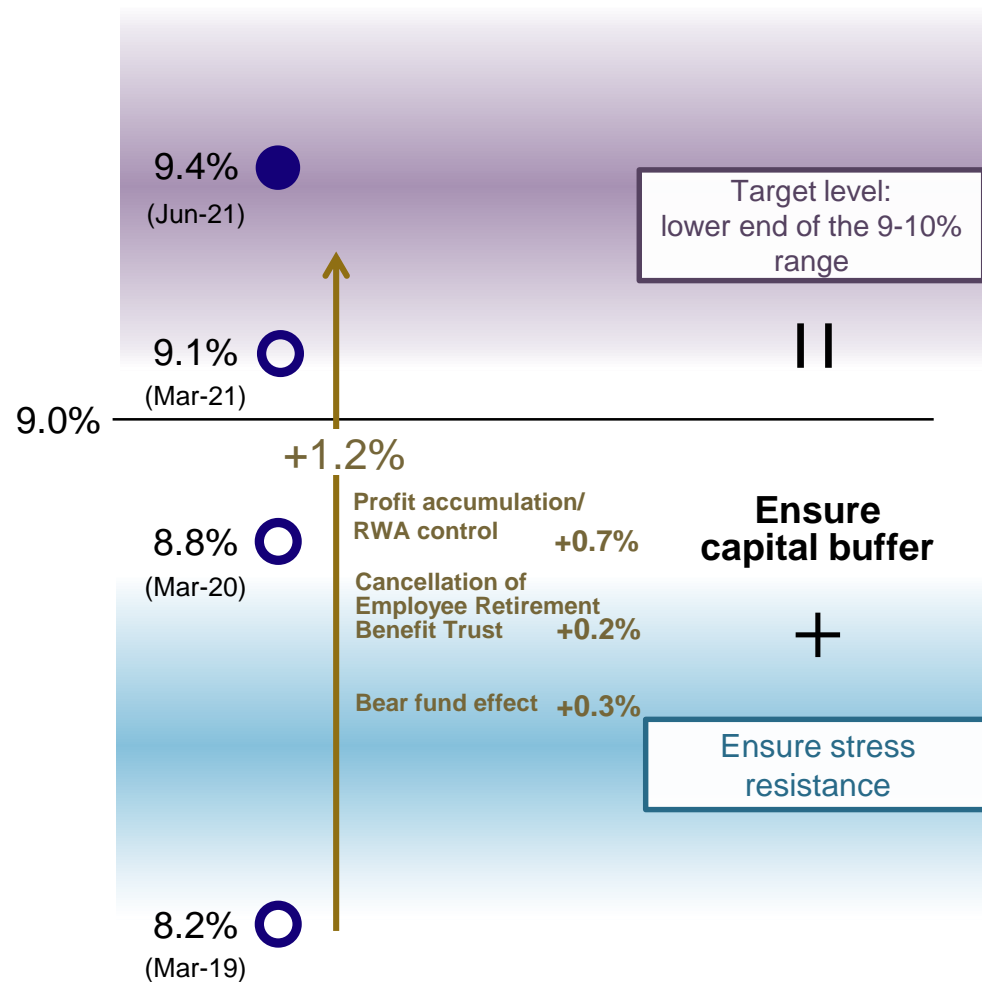 9.4%
(Jun-21)
Target level:
lower end of the 9-10%
range
9.1%
(Mar-21)
9.0%
+1.2%
Profit accumulation/
RWA control
+0.7%
8.8%
(Mar-20)
Ensure
capital buffer
Cancellation of
Employee Retirement
Benefit Trust
+0.2%
+
Bear fund effect
+0.3%
Ensure stress
resistance
8.2%
(Mar-19)